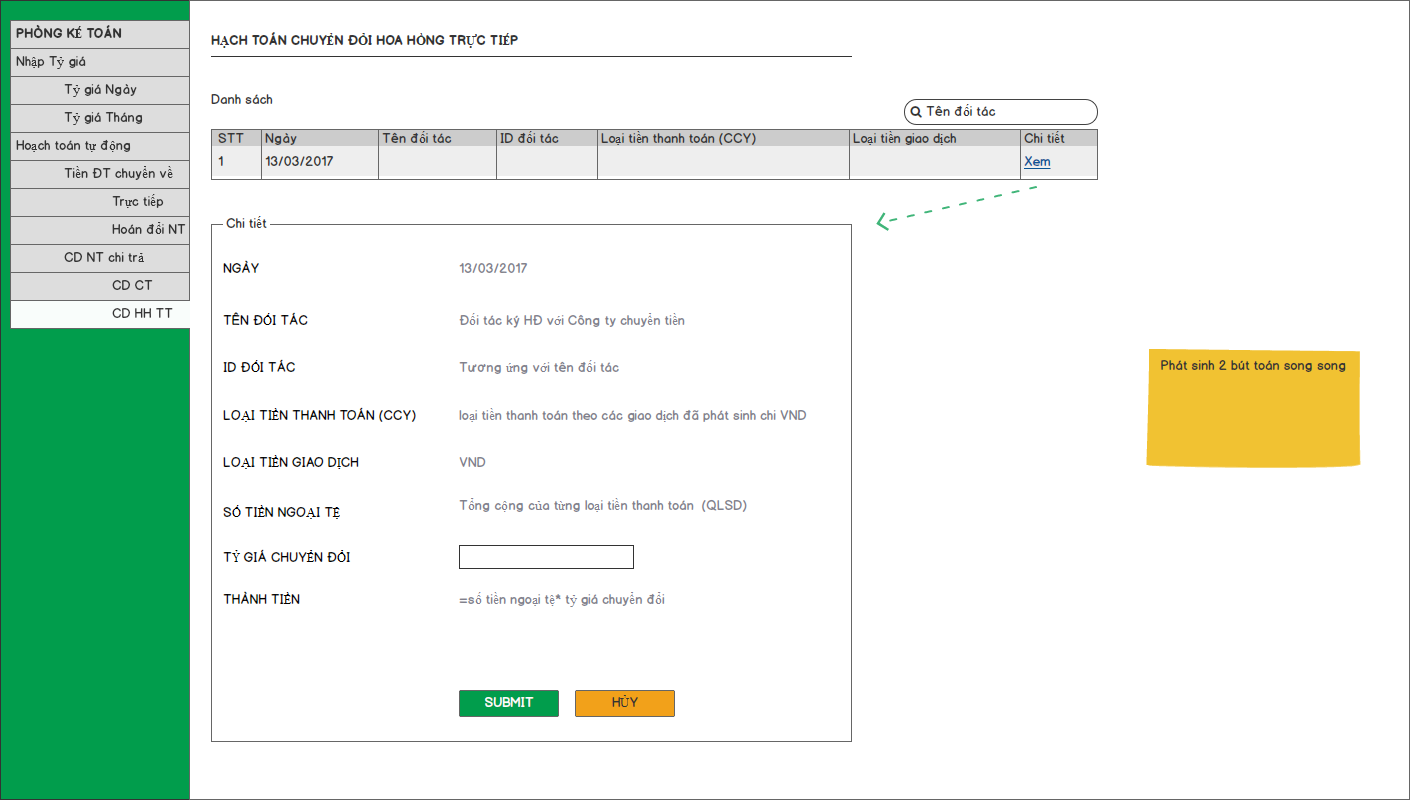 PHÒNG KẾ TOÁN
Nhập Tỷ giá
Tỷ giá Ngày
Tỷ giá Tháng
Hoạch toán tự động
Tiền ĐT chuyển về
Trực tiếp
Hoán đổi NT
CD NT chi trả
CD CT
CD HH TT
HẠCH TOÁN CHUYỂN ĐỔI HOA HỒNG TRỰC TIẾP
Danh sách
Tên đối tác
STT Ngày Tên đối tác ID đối tác Loại tiền thanh toán (CCY) Loại tiền giao dịch Chi tiết
1 13/03/2017 Xem
Chi tiết
NGÀY 13/03/2017
TÊN ĐỐI TÁC Đối tác ký HĐ với Công ty chuyển tiền
ID ĐỐI TÁC Tương ứng với tên đối tác
LOẠI TIỀN THANH TOÁN (CCY) loại tiền thanh toán theo các giao dịch đã phát sinh chi VND
LOẠI TIỀN GIAO DỊCH VND
SỐ TIỀN NGOẠI TỆ Tổng cộng của từng loại tiền thanh toán (QLSD)
TỶ GIÁ CHUYỂN ĐỔI
THÀNH TIỀN =số tiền ngoại tệ* tỷ giá chuyển đổi
SUBMIT HỦY
Phát sinh 2 bút toán song song